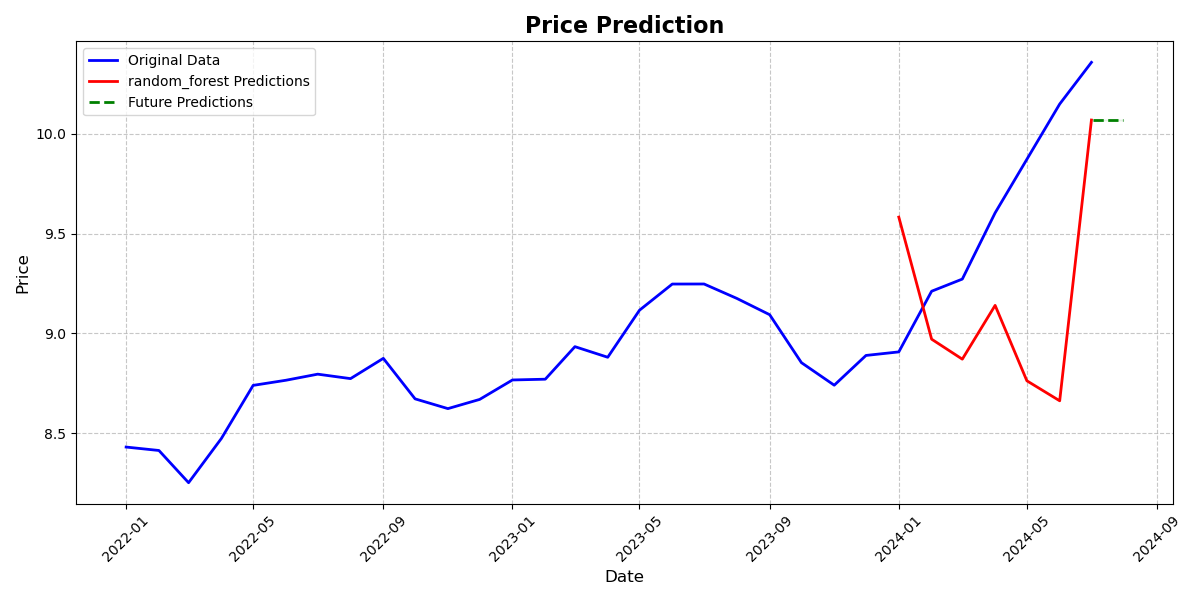 Price Prediction
Original Data
random_forest Predictions
Future Predictions
Price
10.0
9.5
9.0
8.5
2022-01
2022-05
2022-09
2023-01
2023-05
2023-09
2024-01
2024-05
2024-09
Date